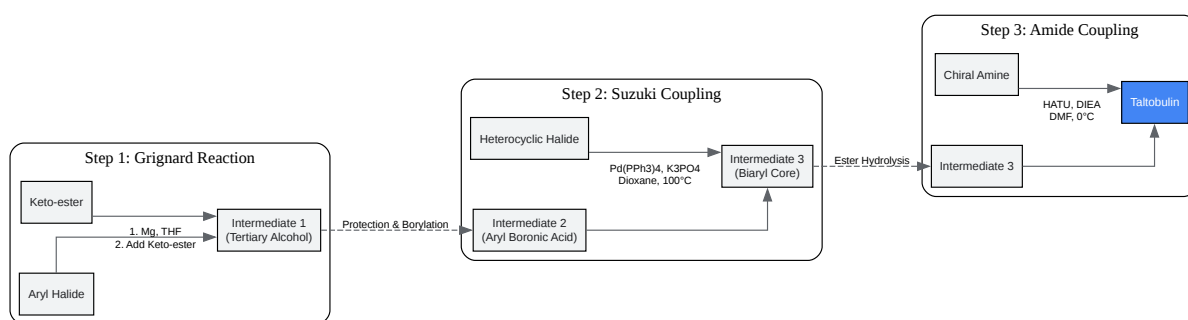 Step 1: Grignard Reaction
Keto-ester
Aryl Halide
1. Mg, THF
2. Add Keto-ester
Intermediate 1
(Tertiary Alcohol)
Protection & Borylation
Step 2: Suzuki Coupling
Heterocyclic Halide
Intermediate 2
(Aryl Boronic Acid)
Pd(PPh3)4, K3PO4
Dioxane, 100°C
Intermediate 3
(Biaryl Core)
Ester Hydrolysis
Step 3: Amide Coupling
Chiral Amine
Intermediate 3
HATU, DIEA
DMF, 0°C
Taltobulin